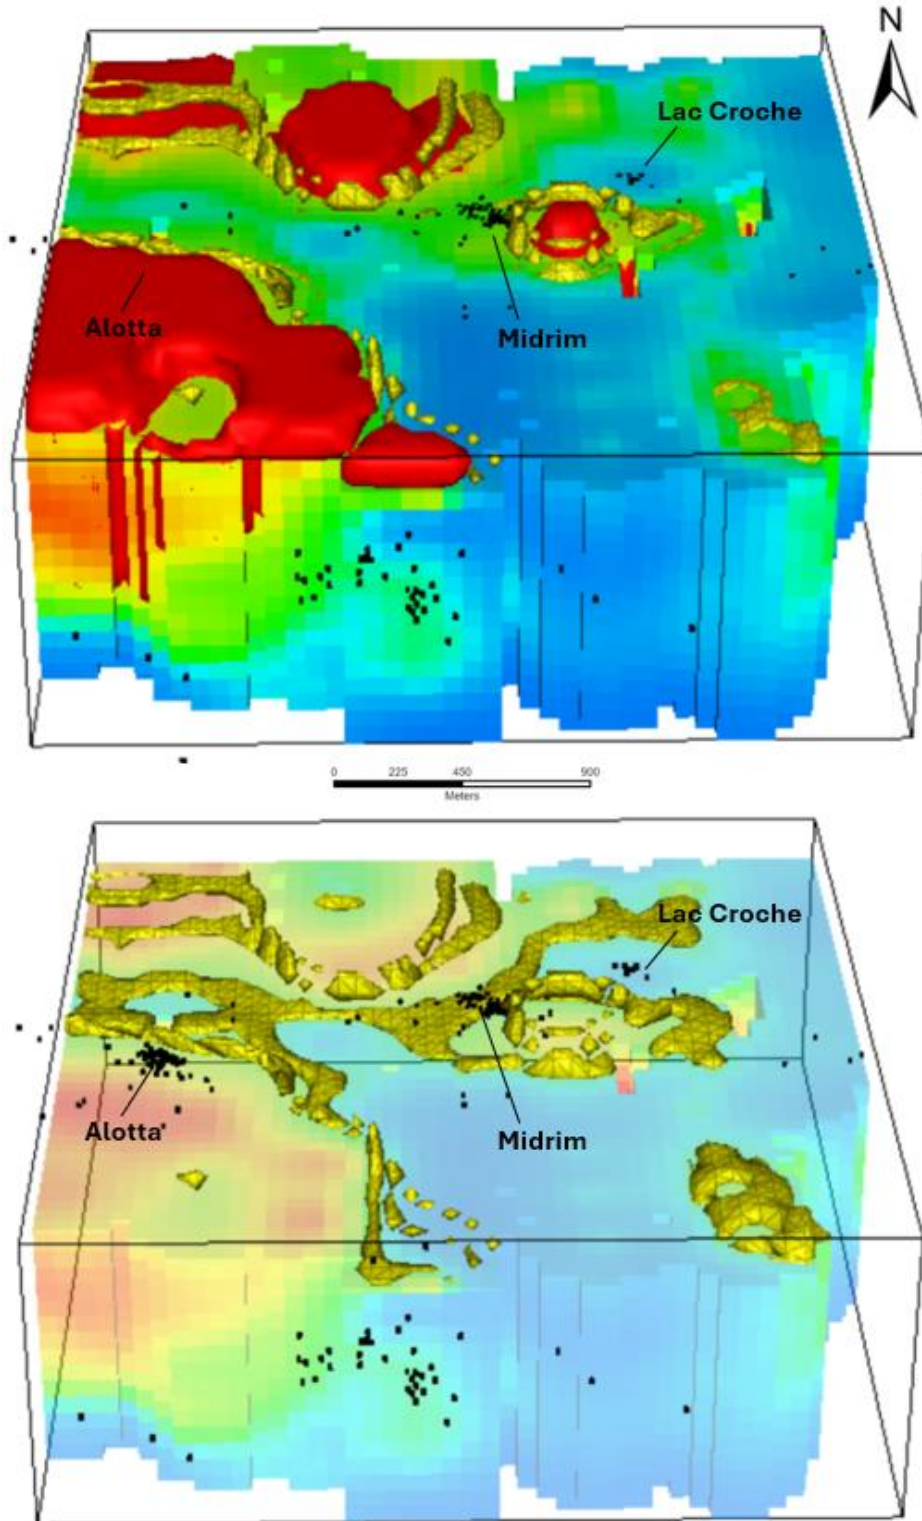 N
Lac Croche
Alotta
Midrim
0 225 450 900
Meters
Lac Croche
Alotta
Midrim